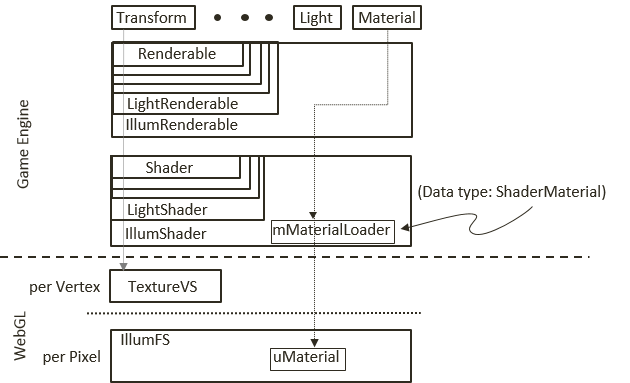 Transform • • • Light Material
Renderable
LightRenderable
IllumRenderable
Game Engine
Shader
(Data type: ShaderMaterial)
LightShader
IllumShader
mMaterialLoader
per Vertex
TextureVS
WebGL
IllumFS
per Pixel
uMaterial